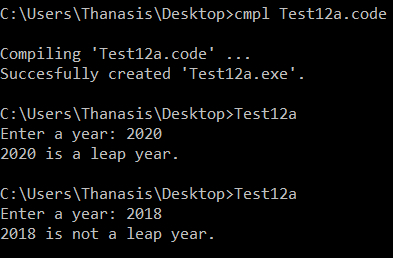 C:\Users\Thanasis\Desktop>cmpl Test12a.code
Compiling 'Test12a.code' ...
Succesfully created 'Test12a.exe'.
C:\Users\Thanasis\Desktop>Test12a
Enter a year: 2020
2020 is a leap year.
C:\Users\Thanasis\Desktop>Test12a
Enter a year: 2018
2018 is not a leap year.